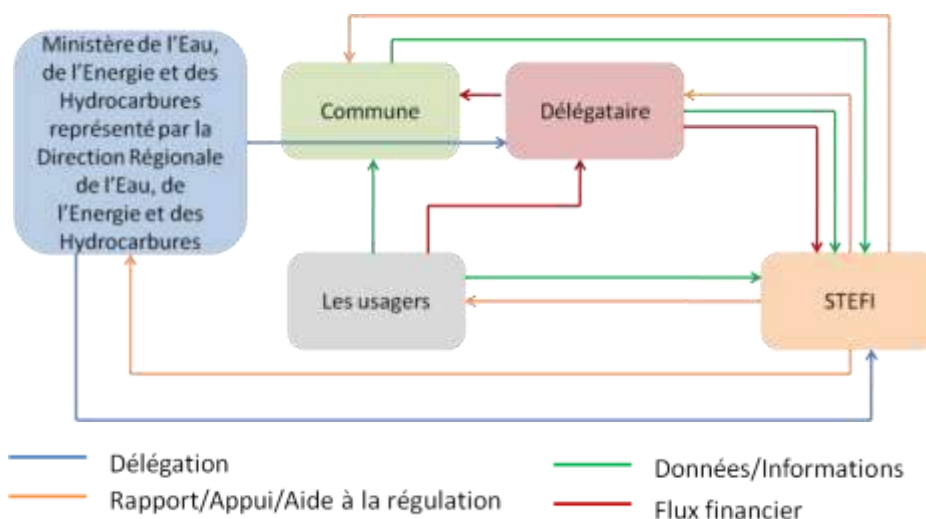 Ministère de l'Eau,
de l'Energie et des
Hydrocarbures
représenté par la
Direction Régionale
de l'Eau, de
l'Energie et des
Hydrocarbures
Commune
Délégataire
Les usagers
STEFI
Délégation
Rapport/Appui/Aide à la régulation
Données/Informations
Flux financier